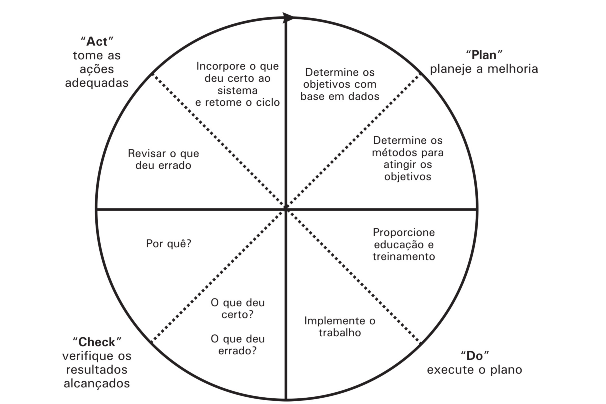 “Act”
tome as
ações
adequadas
Incorpore o que
deu certo ao
sistema
e retome o ciclo
Determine os
objetivos com
base em dados
“Plan”
planeje a melhoria
Revisar o que
deu errado
Determine os
métodos para
atingir os
objetivos
Por quê?
Proporcione
educação e
treinamento
O que deu
certo?
O que deu
errado?
Implemente o
trabalho
“Check”
verifique os
resultados
alcançados
“Do”
execute o plano